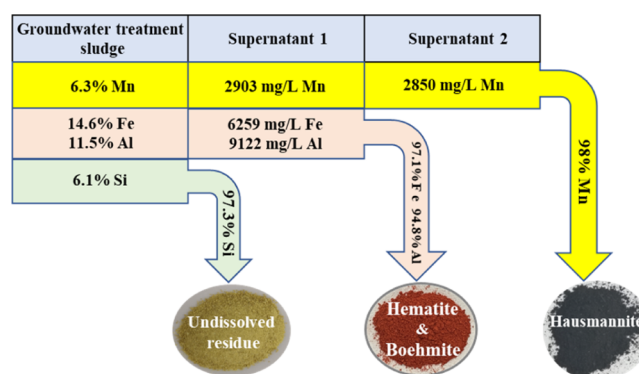 Groundwater treatment
sludge
Supernatant 1
Supernatant 2
6.3% Mn
2903 mg/L Mn
2850 mg/L Mn
14.6% Fe
11.5% Al
6259 mg/L Fe
9122 mg/L Al
6.1% Si
97.3% Si
97.1%F e 94.8% Al
98% Mn
Undissolved
residue
Hematite
&
Boehmite
Hausmannite